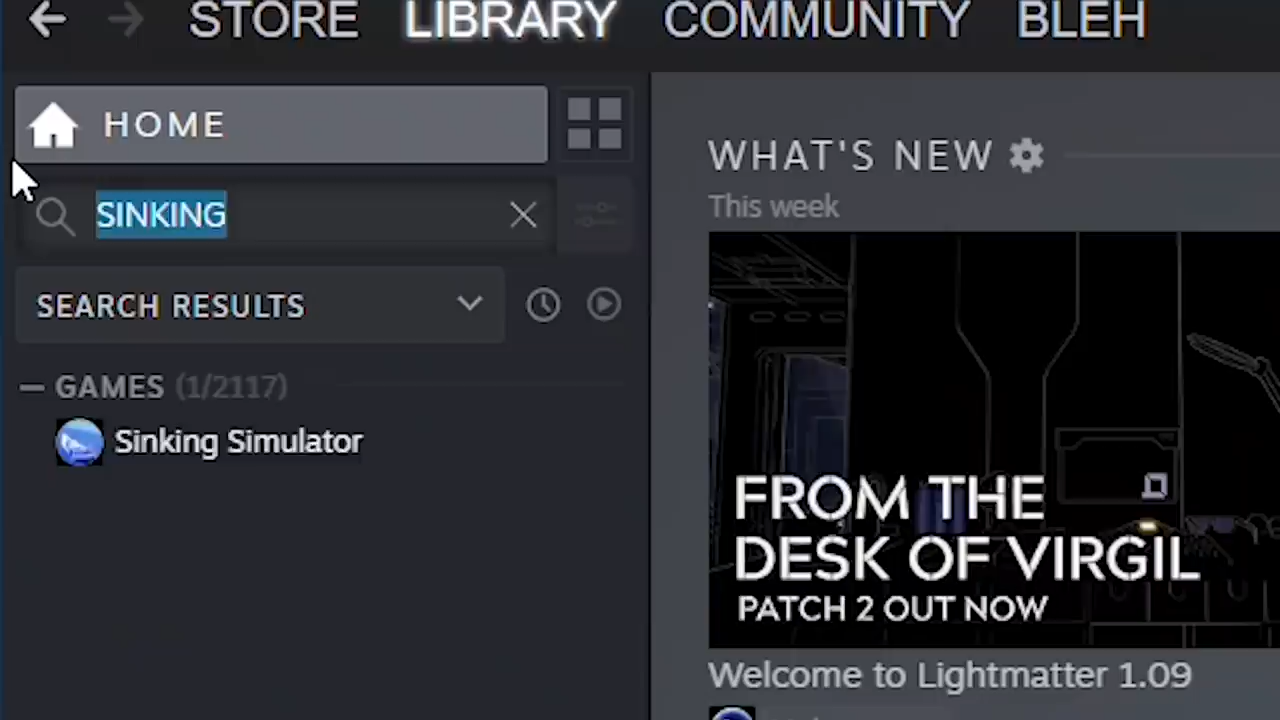 STORE LIBRARY COMMUNITY BLEH
HOME
SINKING
SEARCH RESULTS
GAMES (1/2117)
Sinking Simulator
WHAT'S NEW
This week
FROM THE
DESK OF VIRGIL
PATCH 2 OUT NOW
Welcome to Lightmatter 1.09